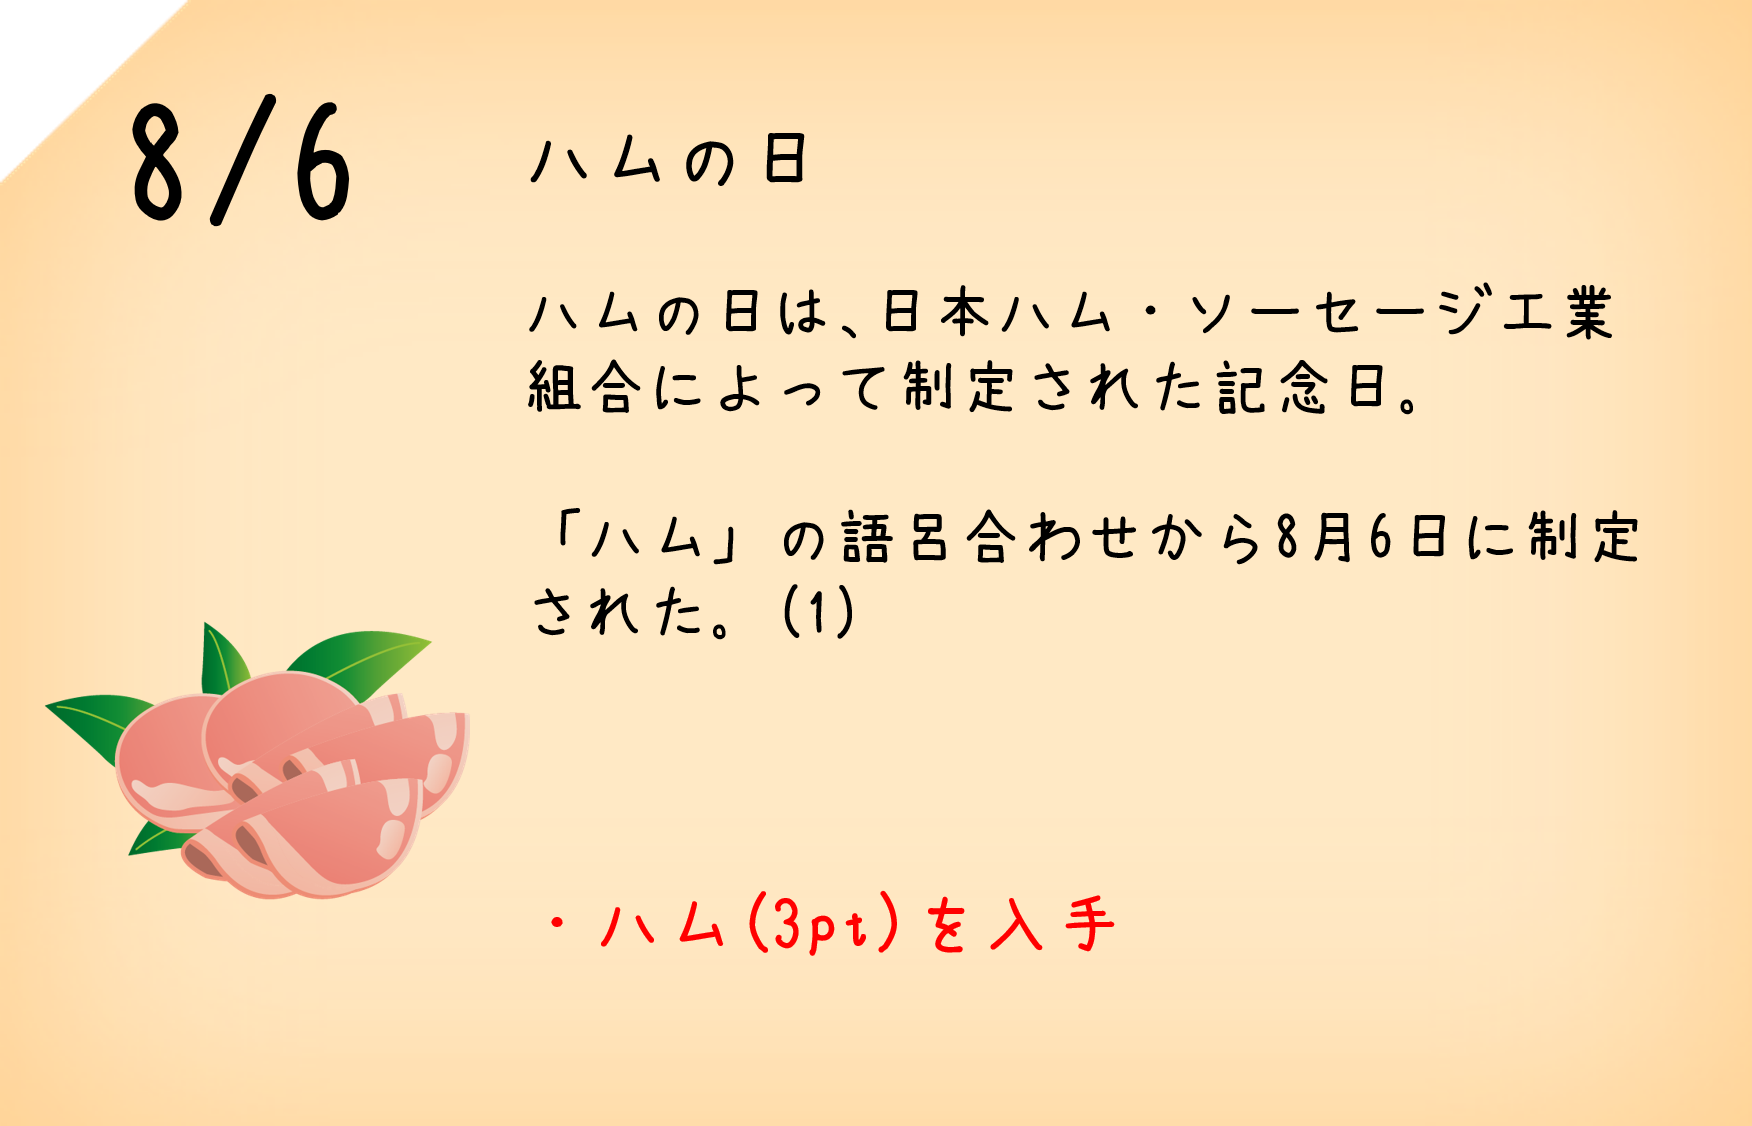 8/6
ハムの日
ハムの日は、日本ハム・ソーセージ工業
組合によって制定された記念日。
「ハム」の語呂合わせから8月6日に制定
された。(1)
・ハム(3pt)を入手